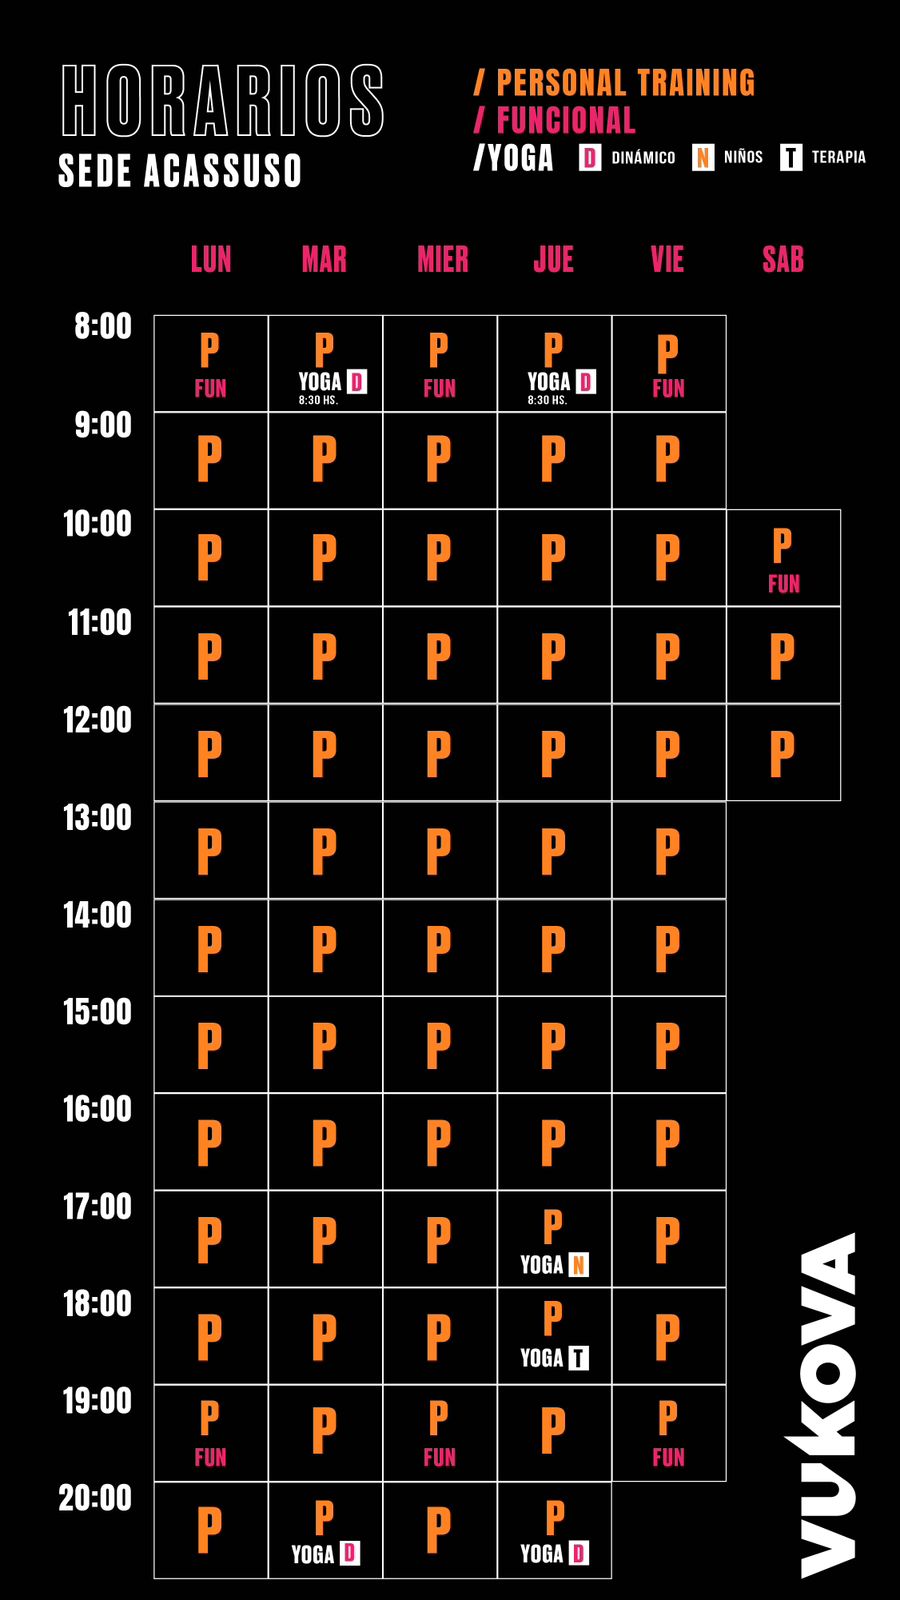 HORARIOS
SEDE ACASSUSO
/ PERSONAL TRAINING
/ FUNCIONAL
/YOGA D DINÁMICO N NIÑOS T TERAPIA
LUN MAR MIER JUE VIE SAB
8:00 P P P P P
FUN YOGA D FUN YOGA D FUN
8:30 HS. 8:30 HS.
9:00 P P P P P
10:00 P P P P P P
FUN
11:00 P P P P P P
12:00 P P P P P P
13:00 P P P P P
14:00 P P P P P
15:00 P P P P P
16:00 P P P P P
17:00 P P P P P
YOGA N
18:00 P P P P P
YOGA T
19:00 P P P P P
FUN FUN FUN
20:00 P P P P
YOGA D YOGA D
VUKOVA